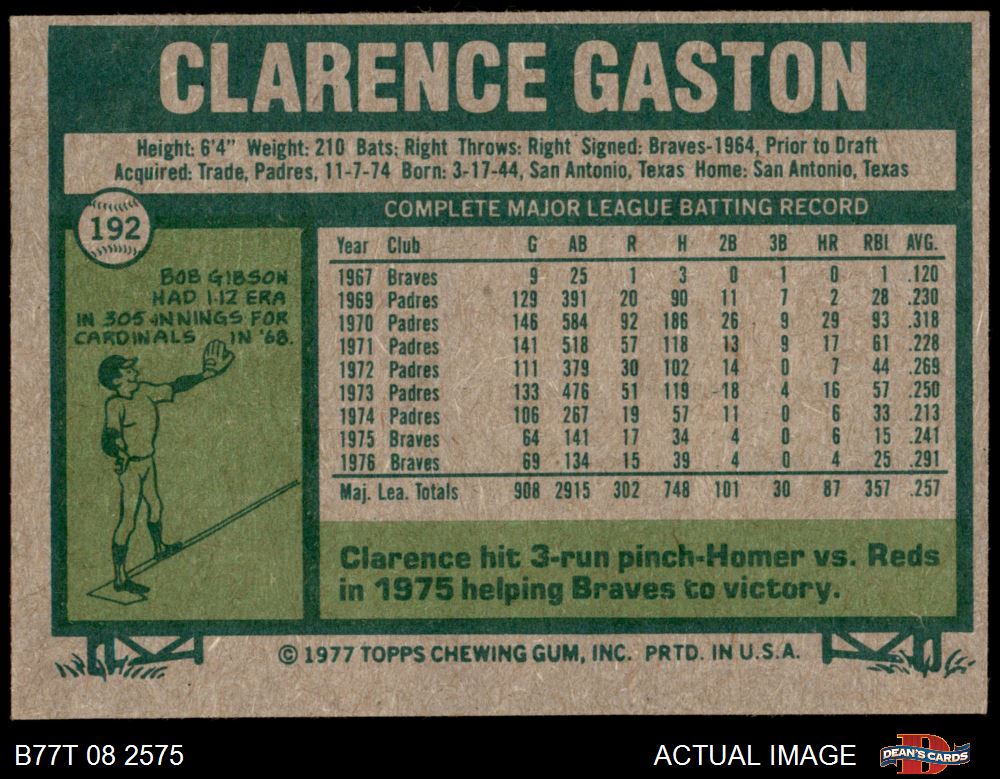 CLARENCE GASTON
Height: 6'4" Weight: 210 Bats: Right Throws: Right Signed: Braves-1964, Prior to Draft
Acquired: Trade, Padres, 11-7-74 Born: 3-17-44, San Antonio, Texas Home: San Antonio, Texas
192
BOB GIBSON
HAD 1.12 ERA
IN 305 INNINGS FOR
CARDINALS IN '68.
COMPLETE MAJOR LEAGUE BATTING RECORD
Year Club G AB R H 2B 3B HR RBI AVG.
1967 Braves 9 25 1 3 0 1 0 1 .120
1969 Padres 129 391 20 90 11 7 2 28 .230
1970 Padres 146 584 92 186 26 9 29 93 .318
1971 Padres 141 518 57 118 13 9 17 61 .228
1972 Padres 111 379 30 102 14 0 7 44 .269
1973 Padres 133 476 51 119 18 4 16 57 .250
1974 Padres 106 267 19 57 11 0 6 33 .213
1975 Braves 64 141 17 34 4 0 6 15 .241
1976 Braves 69 134 15 39 4 0 4 25 .291
Maj. Lea. Totals 908 2915 302 748 101 30 87 357 .257
Clarence hit 3-run pinch-Homer vs. Reds
in 1975 helping Braves to victory.
© 1977 TOPPS CHEWING GUM, INC. PRTD. IN U.S.A.
B77T 08 2575 ACTUAL IMAGE DEAN'S CARDS